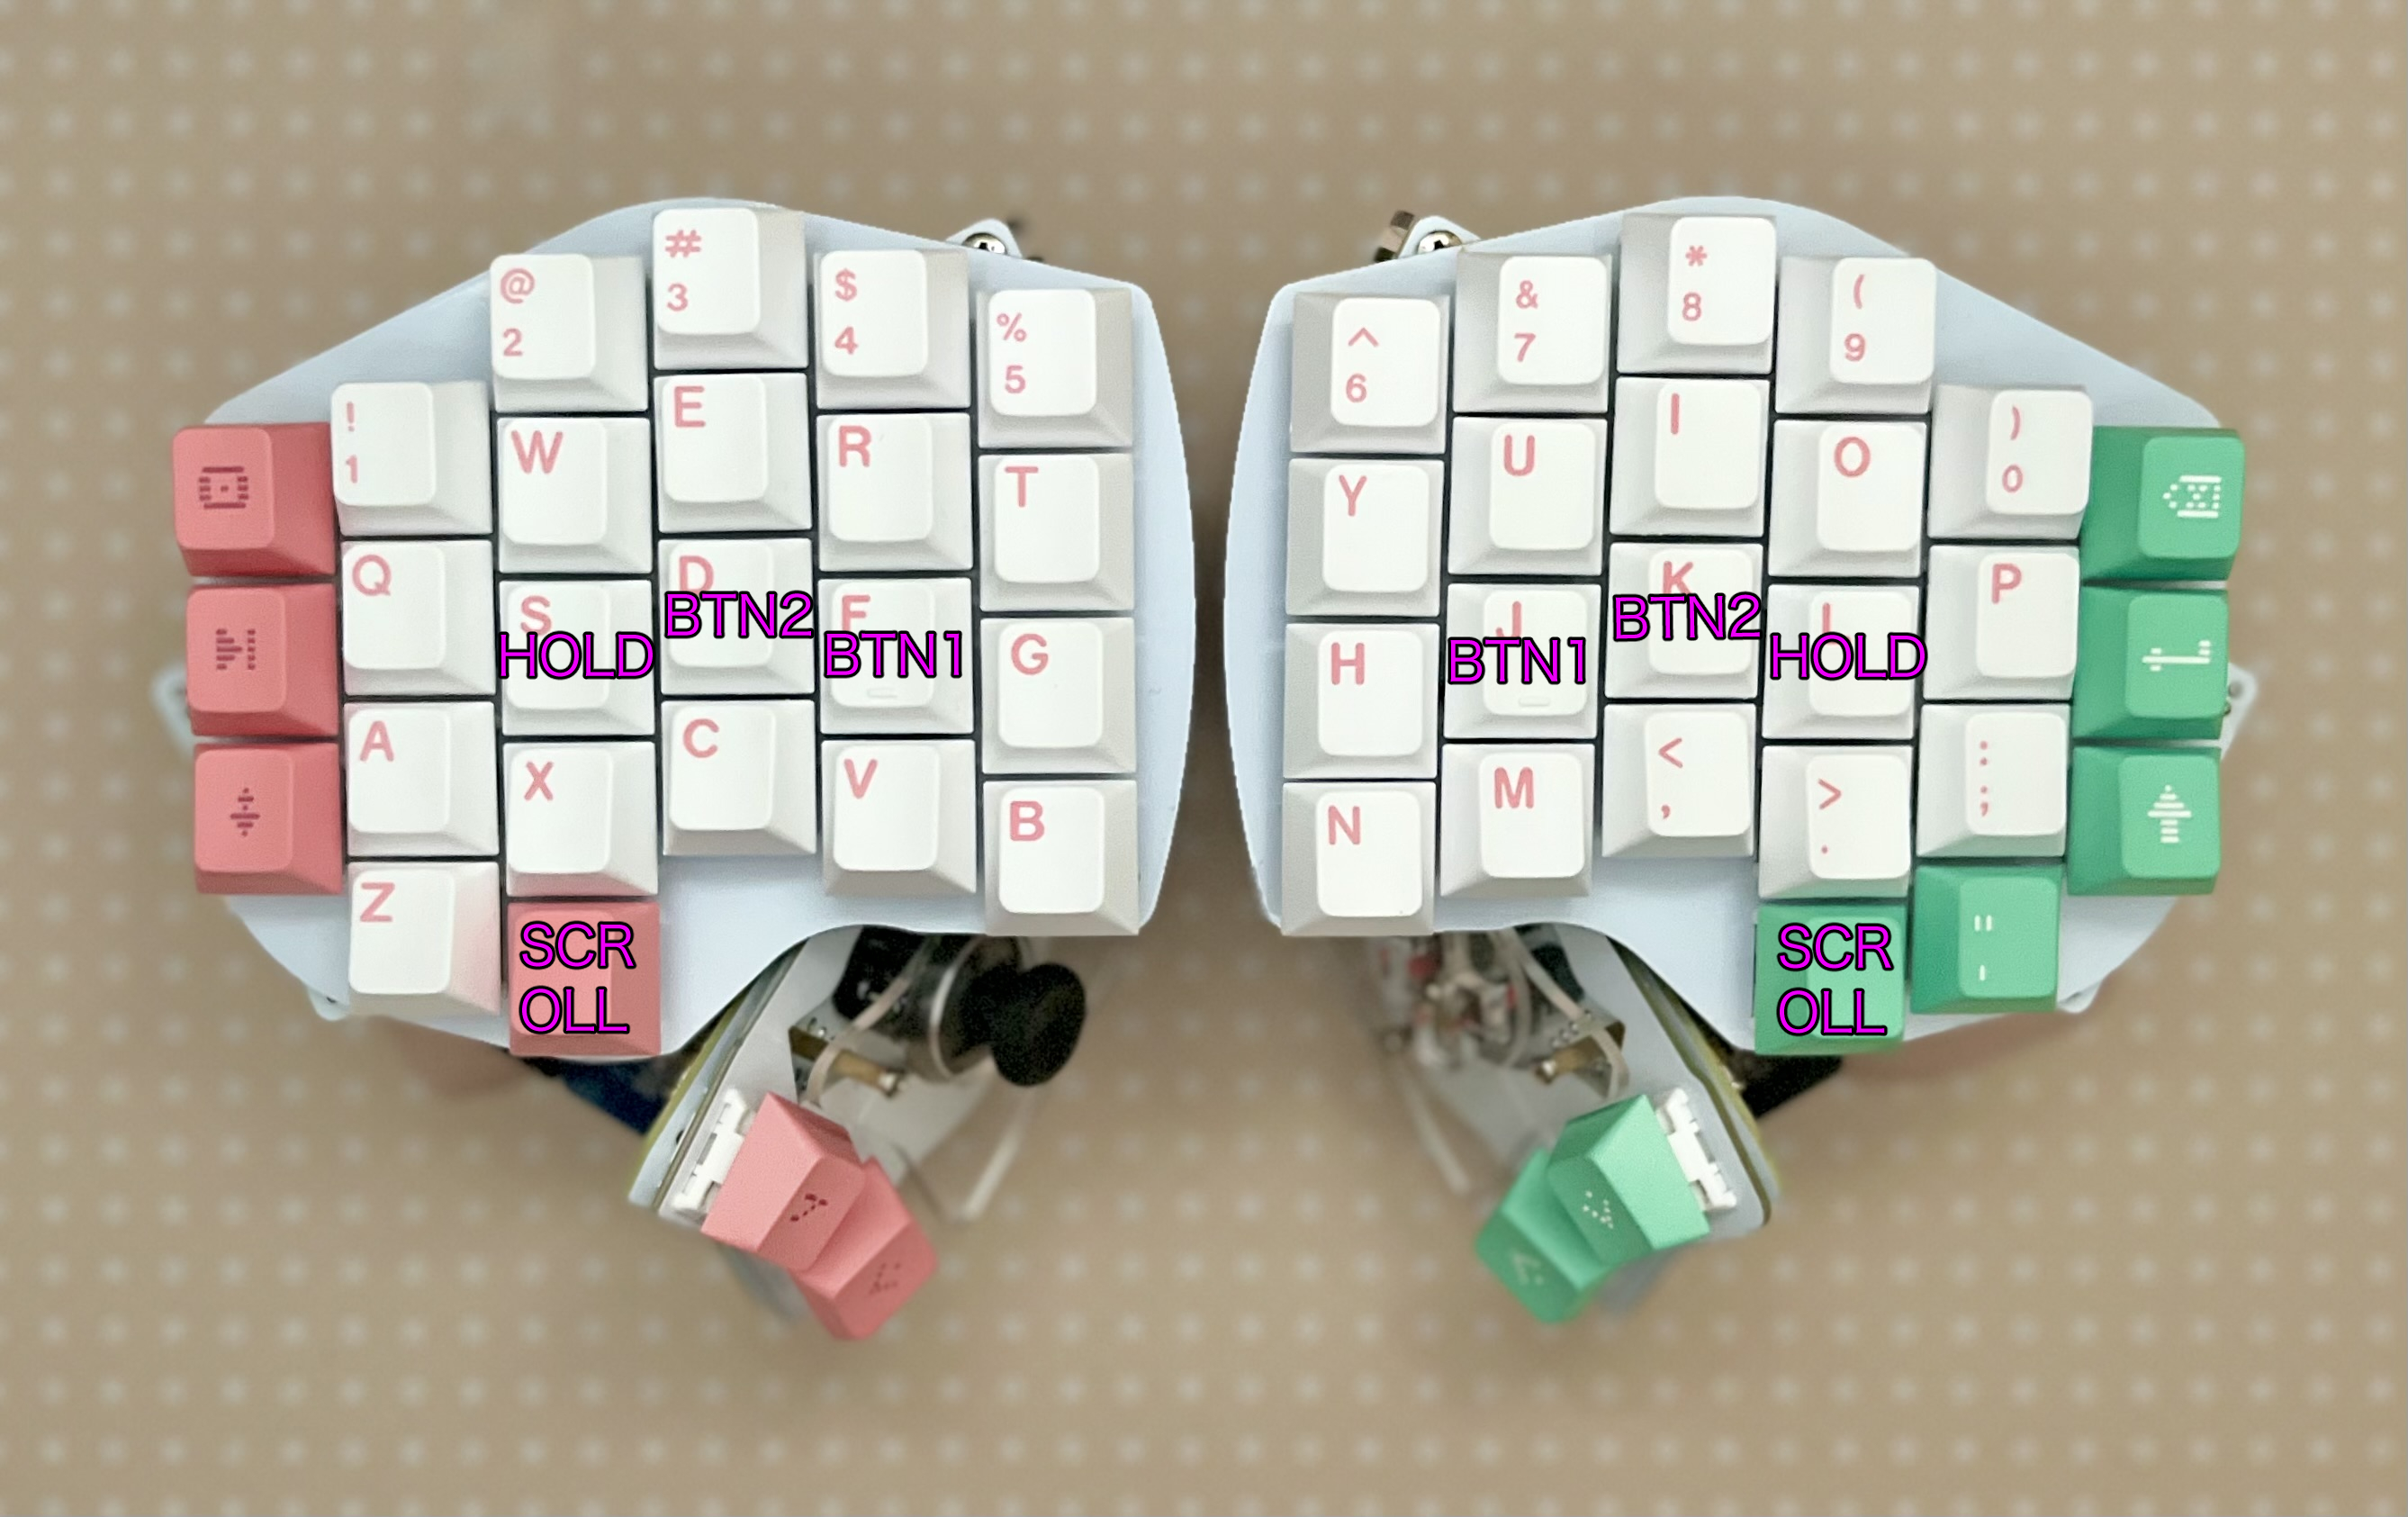 @
2
#
3
$
4
%
5
!
1
W
E
R
T
Q
S
HOLD
D
BTN2
F
BTN1
G
A
X
C
V
B
Z
SCR
OLL
^
6
&
7
*
8
(
9
)
0
Y
U
I
O
P
H
J
BTN1
K
BTN2
L
HOLD
:
;
N
M
<
,
>
.
SCR
OLL
"
'